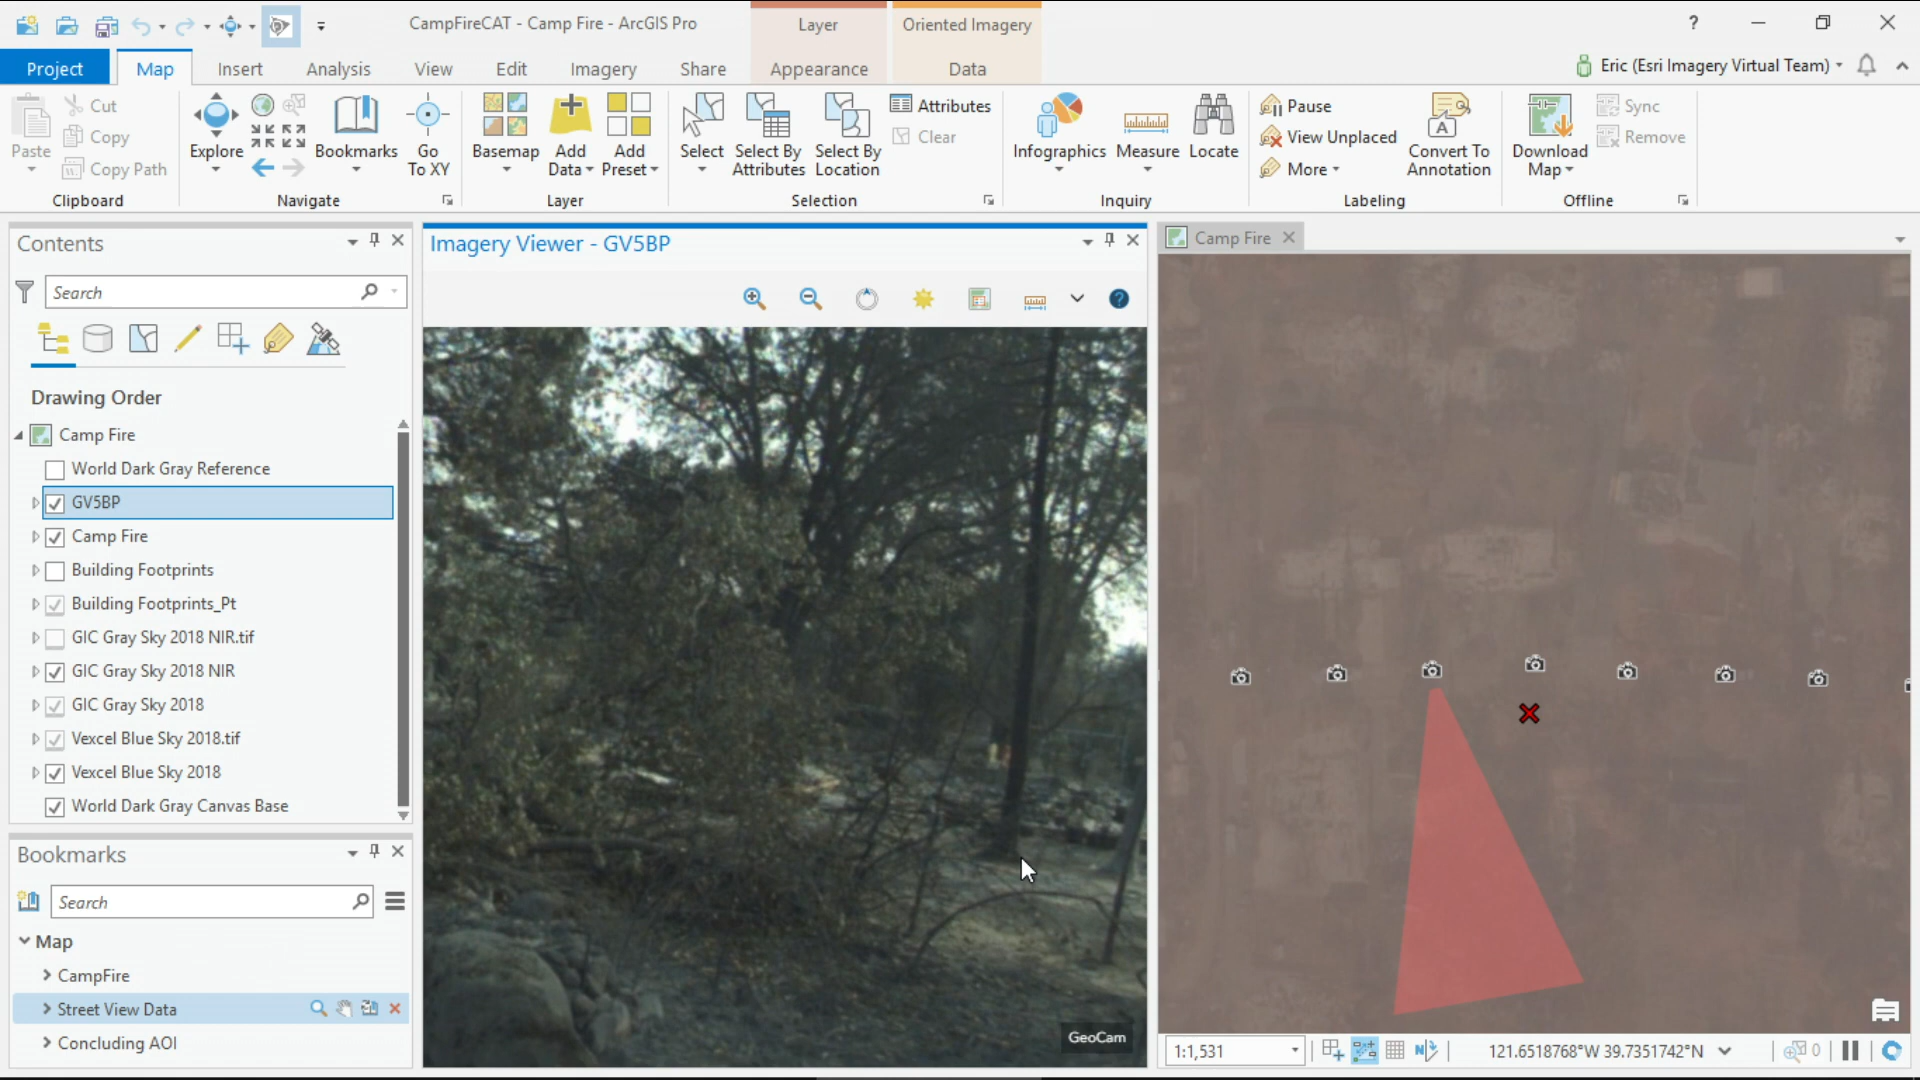 CampFireCAT - Camp Fire - ArcGIS Pro
Layer
Oriented Imagery
?
Project
Map
Insert
Analysis
View
Edit
Imagery
Share
Appearance
Data
Eric (Esri Imagery Virtual Team)
Paste
Cut
Copy
Copy Path
Clipboard
Explore
Bookmarks
Go
To XY
Navigate
Basemap
Add
Data
Add
Preset
Layer
Select
Select By
Attributes
Select By
Location
Attributes
Clear
Selection
Infographics
Measure
Locate
Inquiry
Pause
View Unplaced
More
A
Convert To
Annotation
Labeling
Download
Map
Sync
Remove
Offline
Contents
Search
Drawing Order
Camp Fire
World Dark Gray Reference
GV5BP
Camp Fire
Building Footprints
Building Footprints_Pt
GIC Gray Sky 2018 NIR.tif
GIC Gray Sky 2018 NIR
GIC Gray Sky 2018
Vexcel Blue Sky 2018.tif
Vexcel Blue Sky 2018
World Dark Gray Canvas Base
Bookmarks
Search
Map
CampFire
Street View Data
Concluding AOI
Imagery Viewer - GV5BP
?
GeoCam
Camp Fire
1:1,531
N
121.6518768°W 39.7351742°N
0